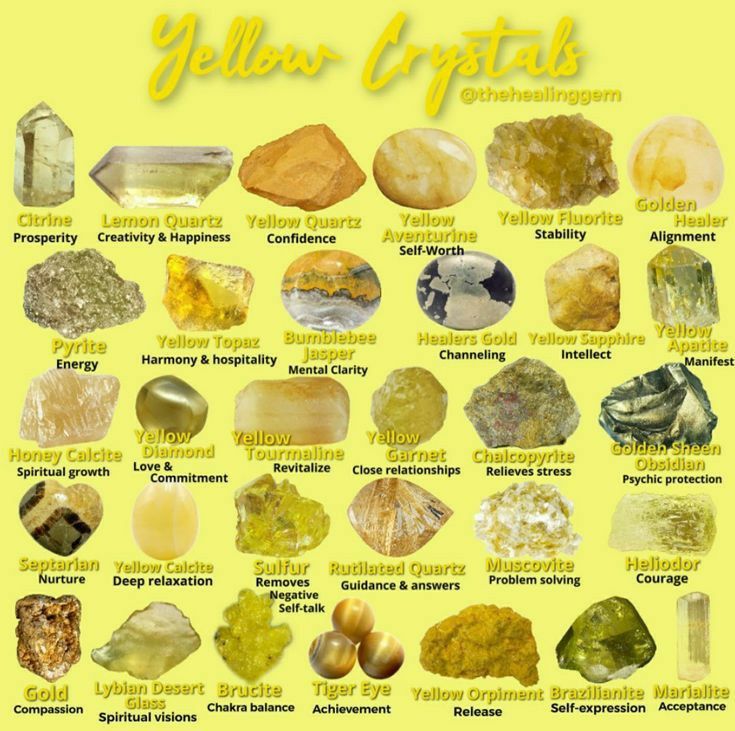 Yellow Crystals
@thehealinggem
Citrine
Prosperity
Lemon Quartz
Creativity & Happiness
Yellow Quartz
Confidence
Yellow
Aventurine
Self-Worth
Yellow Fluorite
Stability
Golden
Healer
Alignment
Pyrite
Energy
Yellow Topaz
Harmony & hospitality
Bumblebee
Jasper
Mental Clarity
Healers Gold
Channeling
Yellow Sapphire
Intellect
Yellow
Apatite
Manifest
Honey Calcite
Spiritual growth
Yellow
Diamond
Love &
Commitment
Yellow
Tourmaline
Revitalize
Yellow
Garnet
Close relationships
Chalcopyrite
Relieves stress
Golden Sheen
Obsidian
Psychic protection
Septarian
Nurture
Yellow Calcite
Deep relaxation
Sulfur
Removes
Negative
Self-talk
Rutilated Quartz
Guidance & answers
Muscovite
Problem solving
Heliodor
Courage
Gold
Compassion
Lybian Desert
Glass
Spiritual visions
Brucite
Chakra balance
Tiger Eye
Achievement
Yellow Orpiment
Release
Brazilianite
Self-expression
Marialite
Acceptance